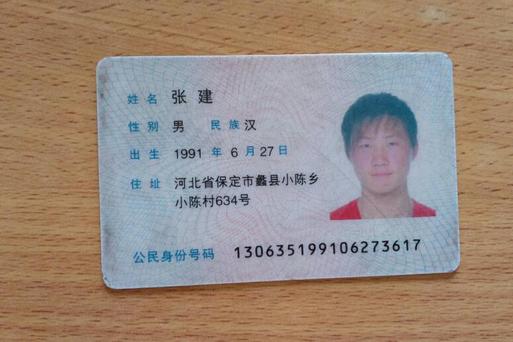 姓名 张建
性别 男 民族 汉
出生 1991 年 6 月 27 日
住址 河北省保定市蠡县小陈乡
小陈村634号
公民身份号码 130635199106273617